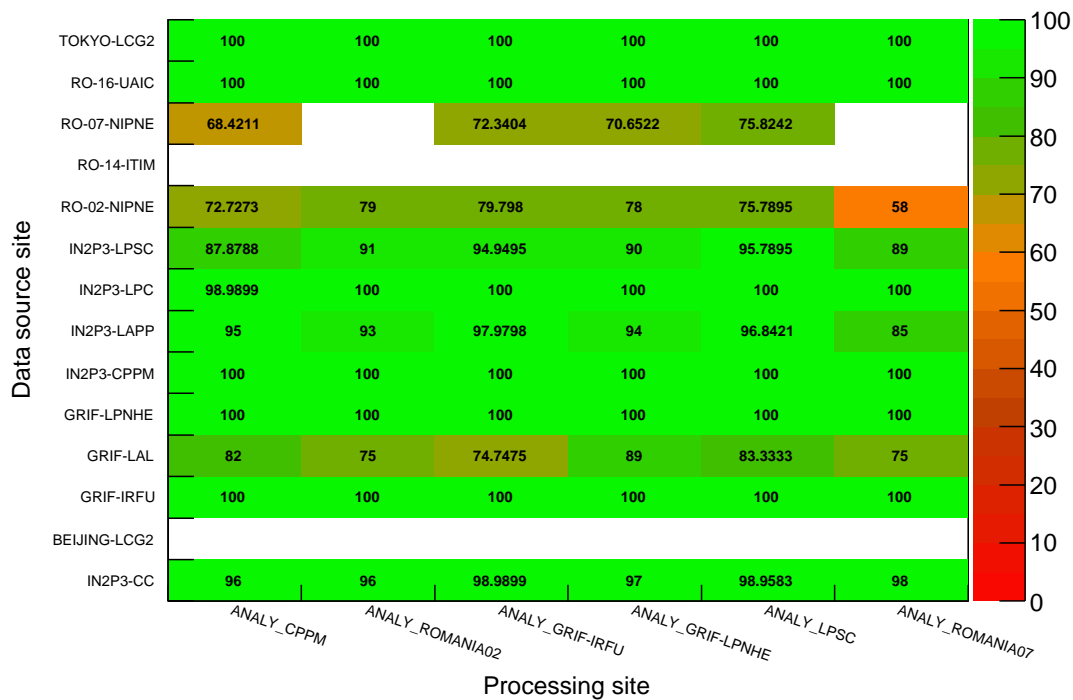 TOKYO-LCG2 100 100 100 100 100 100
RO-16-UAIC 100 100 100 100 100 100
RO-07-NIPNE 68.4211 72.3404 70.6522 75.8242
RO-14-ITIM
RO-02-NIPNE 72.7273 79 79.798 78 75.7895 58
IN2P3-LPSC 87.8788 91 94.9495 90 95.7895 89
IN2P3-LPC 98.9899 100 100 100 100 100
IN2P3-LAPP 95 93 97.9798 94 96.8421 85
IN2P3-CPPM 100 100 100 100 100 100
GRIF-LPNHE 100 100 100 100 100 100
GRIF-LAL 82 75 74.7475 89 83.3333 75
GRIF-IRFU 100 100 100 100 100 100
BEIJING-LCG2
IN2P3-CC 96 96 98.9899 97 98.9583 98
ANALY_CPPM
ANALY_ROMANIA02
ANALY_GRIF-IRFU
ANALY_GRIF-LPNHE
ANALY_LPSC
ANALY_ROMANIA07
Data source site
Processing site
100
90
80
70
60
50
40
30
20
10
0